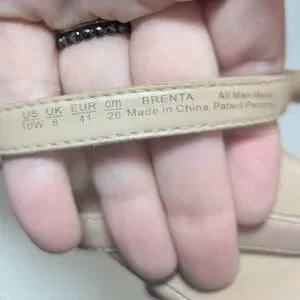 US UK EUR cm BRENTA All Man Made
10W 8 41 26 Made in China Patent Pending